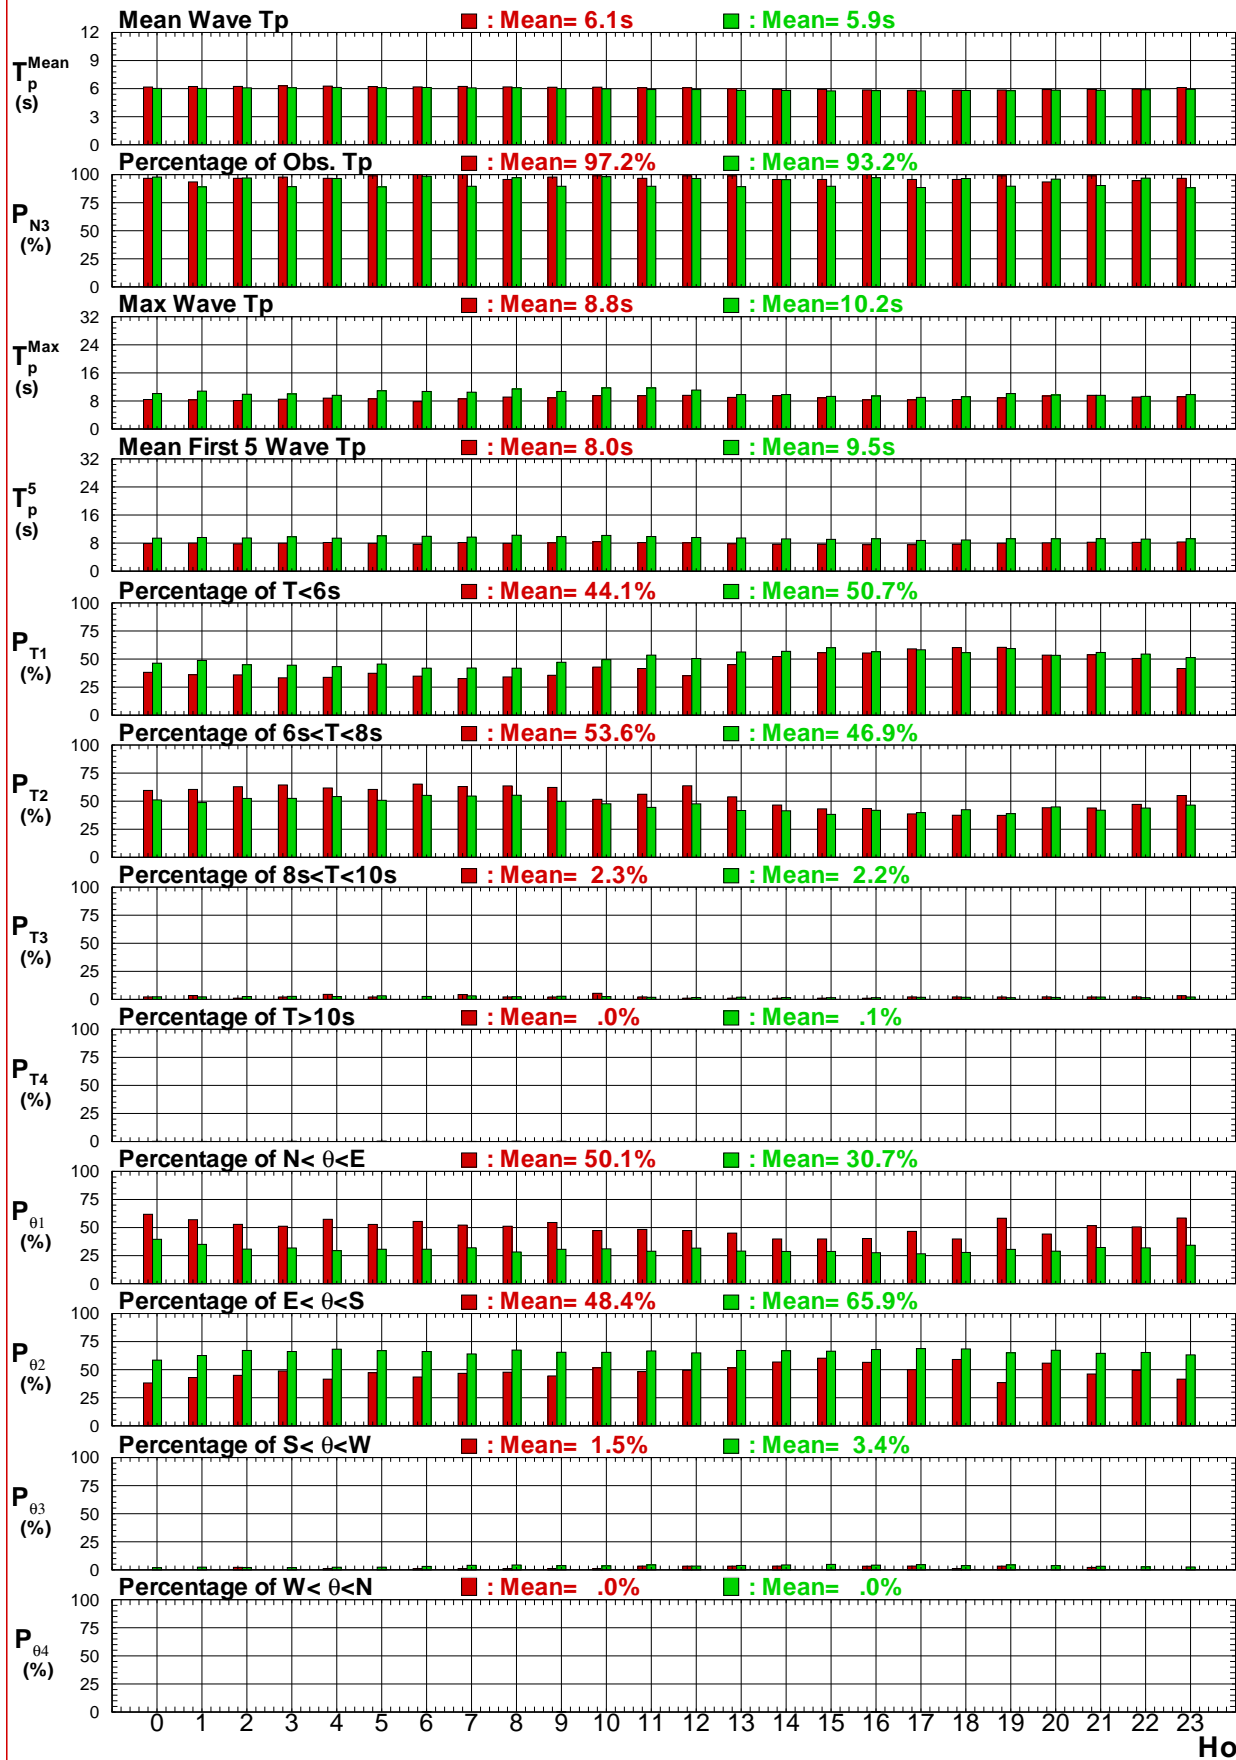 Mean Wave Tp : Mean= 6.1s : Mean= 5.9s
12
9
6
3
0
T_p^Mean
(s)
Percentage of Obs. Tp : Mean= 97.2% : Mean= 93.2%
100
75
50
25
0
P_N3
(%)
Max Wave Tp : Mean= 8.8s : Mean=10.2s
32
24
16
8
0
T_p^Max
(s)
Mean First 5 Wave Tp : Mean= 8.0s : Mean= 9.5s
32
24
16
8
0
T_p^5
(s)
Percentage of T<6s : Mean= 44.1% : Mean= 50.7%
100
75
50
25
0
P_T1
(%)
Percentage of 6s<T<8s : Mean= 53.6% : Mean= 46.9%
100
75
50
25
0
P_T2
(%)
Percentage of 8s<T<10s : Mean= 2.3% : Mean= 2.2%
100
75
50
25
0
P_T3
(%)
Percentage of T>10s : Mean= .0% : Mean= .1%
100
75
50
25
0
P_T4
(%)
Percentage of N< θ<E : Mean= 50.1% : Mean= 30.7%
100
75
50
25
0
P_θ1
(%)
Percentage of E< θ<S : Mean= 48.4% : Mean= 65.9%
100
75
50
25
0
P_θ2
(%)
Percentage of S< θ<W : Mean= 1.5% : Mean= 3.4%
100
75
50
25
0
P_θ3
(%)
Percentage of W< θ<N : Mean= .0% : Mean= .0%
100
75
50
25
0
P_θ4
(%)
0 1 2 3 4 5 6 7 8 9 10 11 12 13 14 15 16 17 18 19 20 21 22 23
Ho